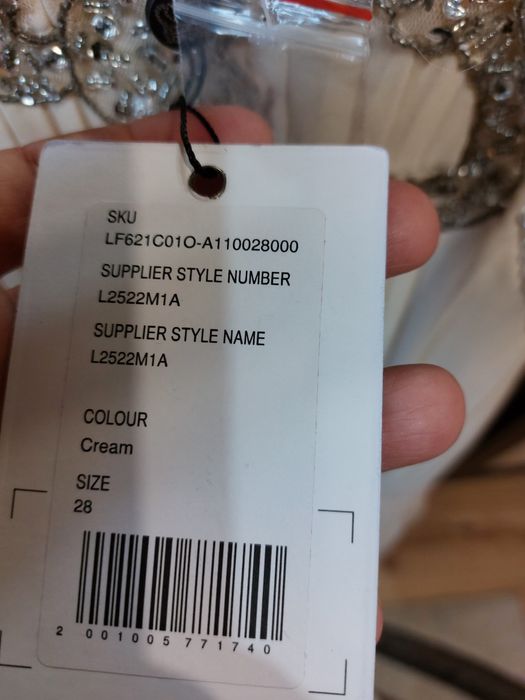 SKU
LF621C01O-A110028000
SUPPLIER STYLE NUMBER
L2522M1A
SUPPLIER STYLE NAME
L2522M1A
COLOUR
Cream
SIZE
28
2 001005 771740